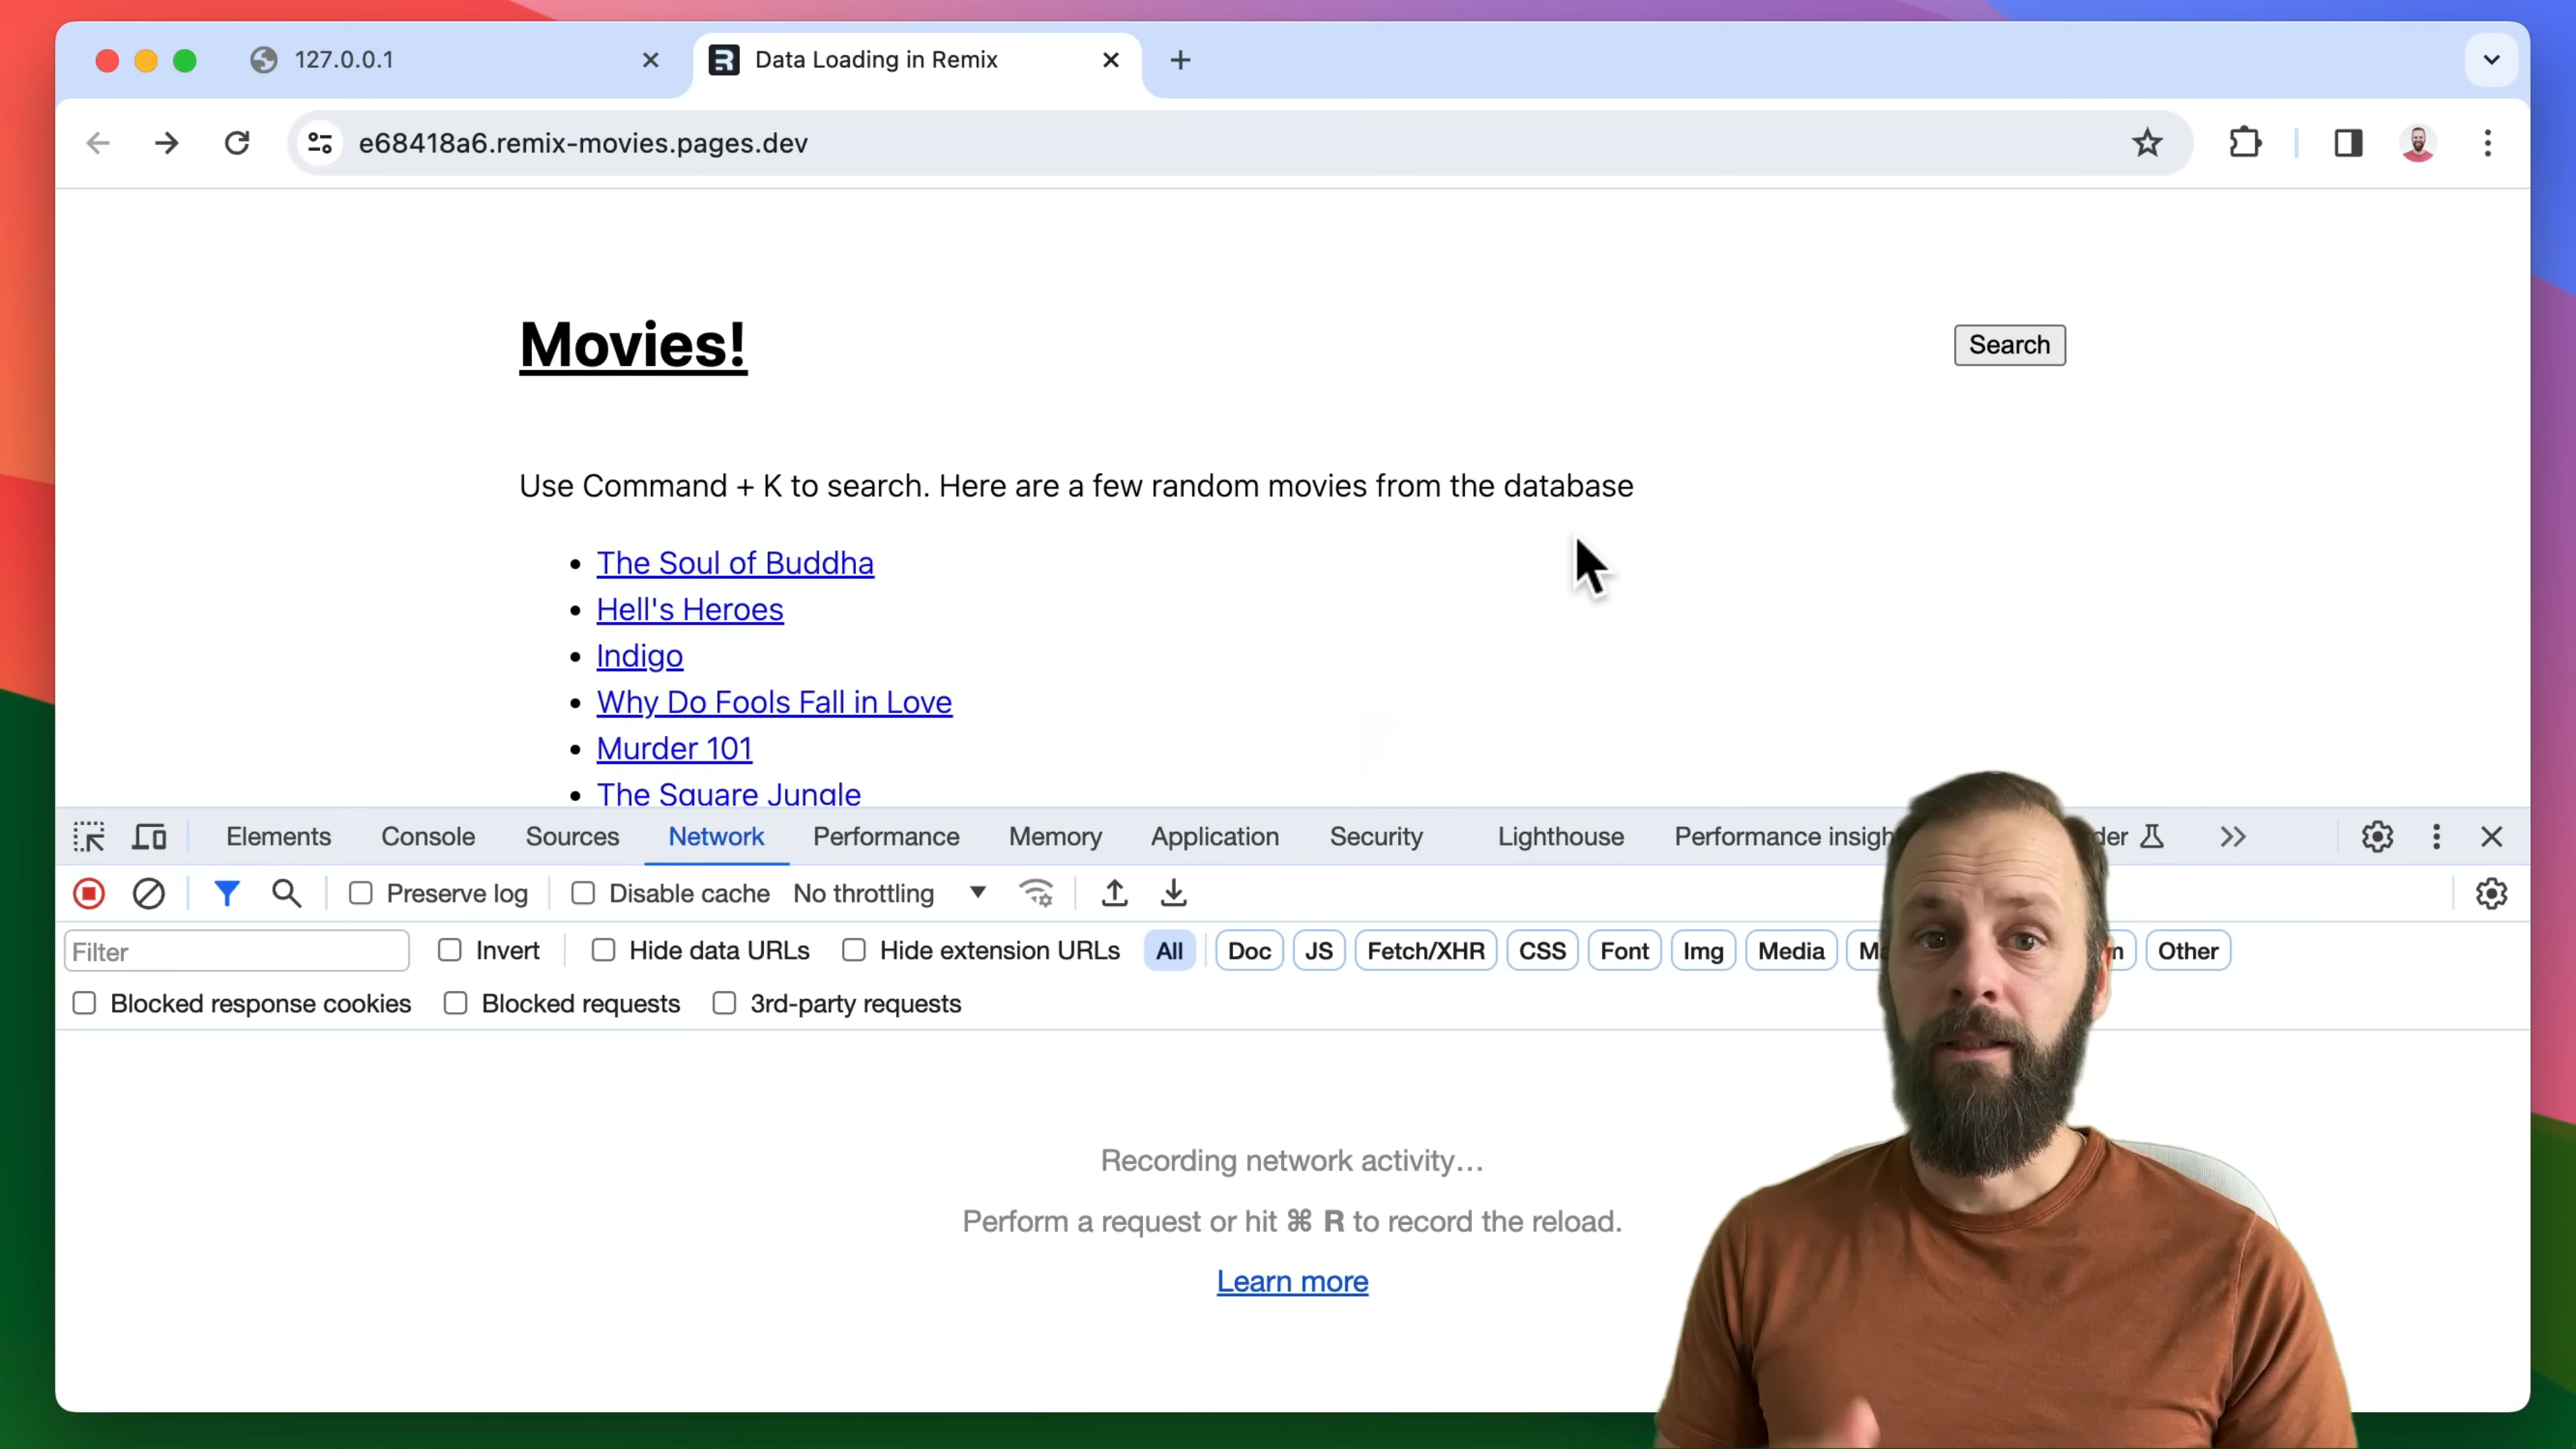 127.0.0.1
Data Loading in Remix
e68418a6.remix-movies.pages.dev
Movies!
Search
Use Command + K to search. Here are a few random movies from the database
The Soul of Buddha
Hell's Heroes
Indigo
Why Do Fools Fall in Love
Murder 101
The Square Jungle
Elements Console Sources Network Performance Memory Application Security Lighthouse Performance
Preserve log Disable cache No throttling
Filter Invert Hide data URLs Hide extension URLs All Doc JS Fetch/XHR CSS Font Img Media Other
Blocked response cookies Blocked requests 3rd-party requests
Recording network activity…
Perform a request or hit ⌘ R to record the reload.
Learn more